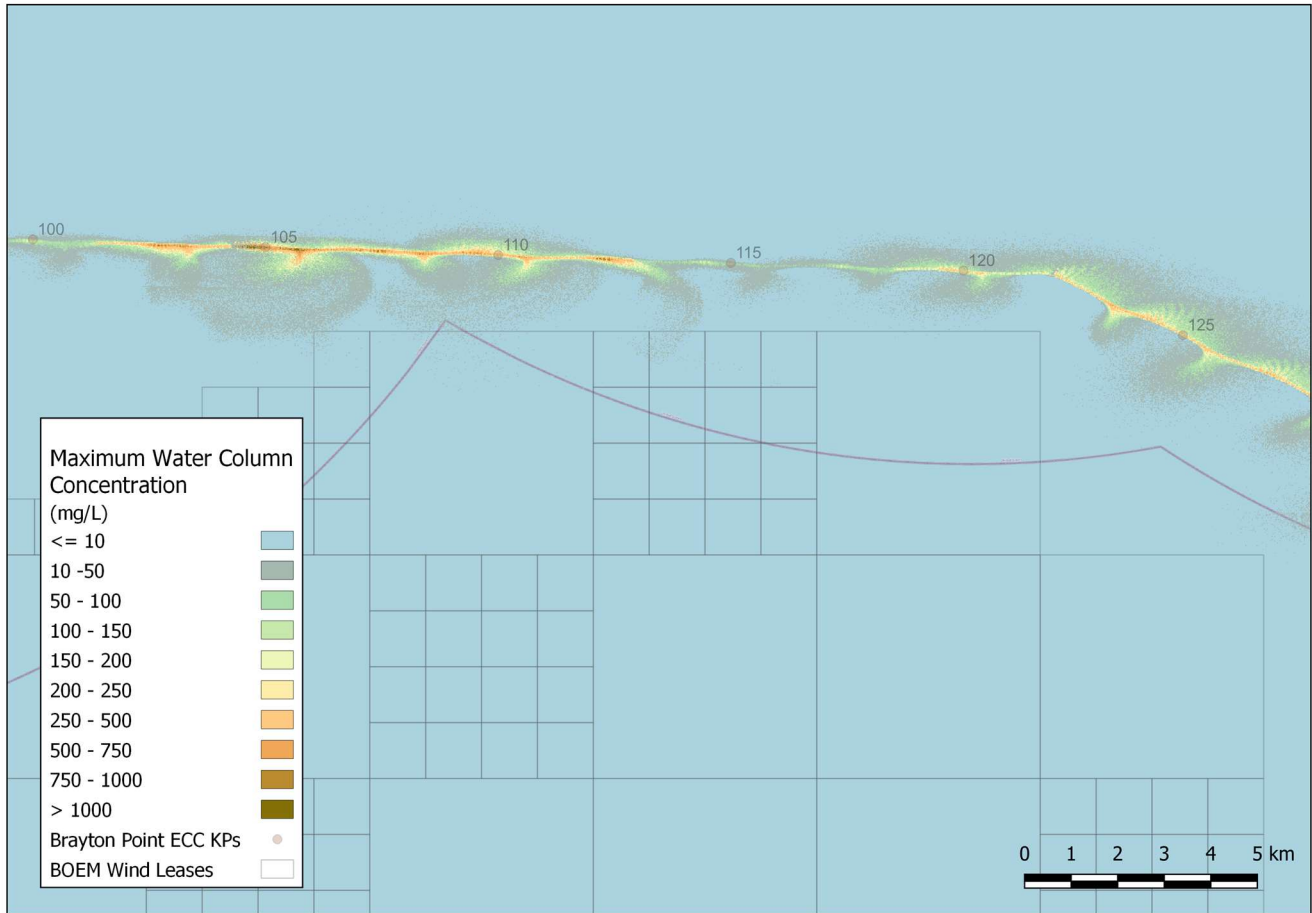 100
105
110
115
120
125
Maximum Water Column
Concentration
(mg/L)
<= 10
10 -50
50 - 100
100 - 150
150 - 200
200 - 250
250 - 500
500 - 750
750 - 1000
> 1000
Brayton Point ECC KPs
BOEM Wind Leases
0 1 2 3 4 5 km